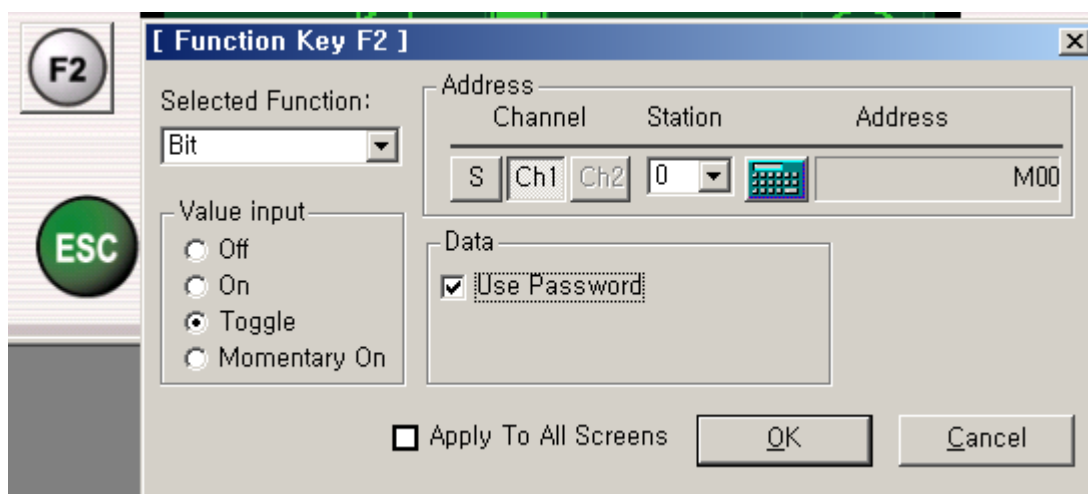 F2
[ Function Key F2 ]
Selected Function:
Bit
Address
Channel Station Address
S Ch1 Ch2 0 M00
Value input
Off
On
Toggle
Momentary On
ESC
Data
Use Password
Apply To All Screens
OK
Cancel